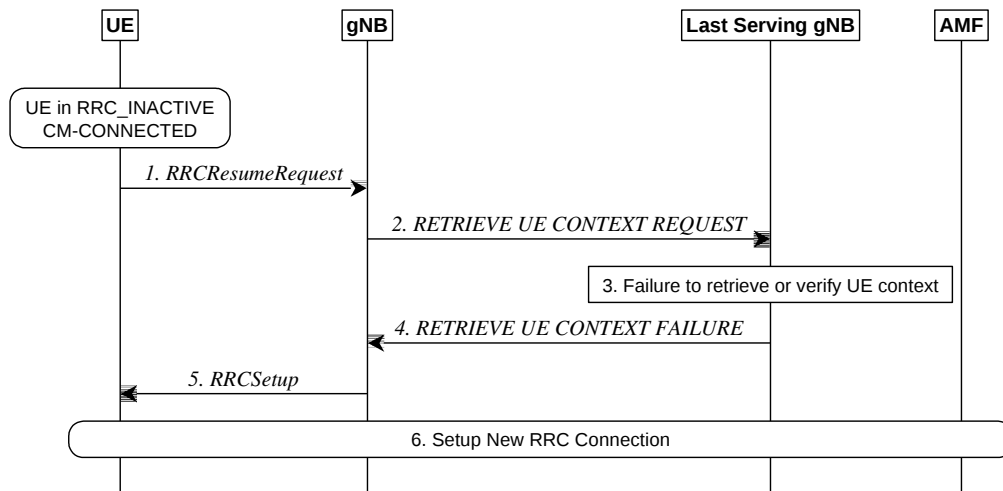 UE
gNB
Last Serving gNB
AMF
UE in RRC_INACTIVE
CM-CONNECTED
1. RRCResumeRequest
2. RETRIEVE UE CONTEXT REQUEST
3. Failure to retrieve or verify UE context
4. RETRIEVE UE CONTEXT FAILURE
5. RRCSetup
6. Setup New RRC Connection